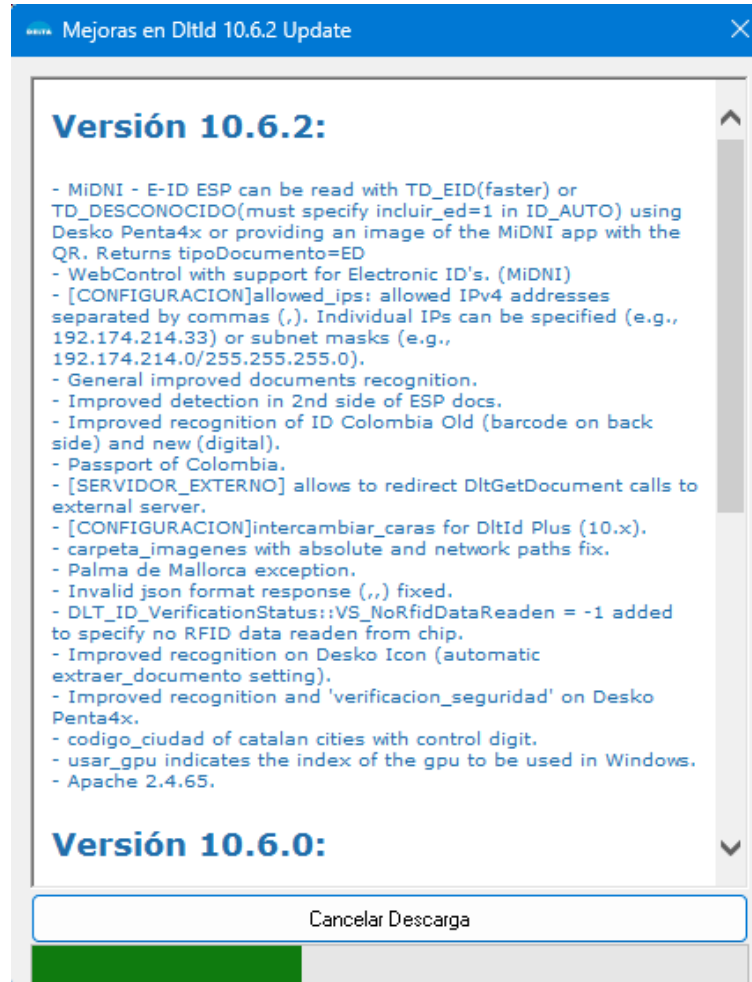 DRITA Mejoras en DltId 10.6.2 Update
Versión 10.6.2:
- MiDNI - E-ID ESP can be read with TD_EID(faster) or
TD_DESCONOCIDO(must specify incluir_ed=1 in ID_AUTO) using
Desko Penta4x or providing an image of the MiDNI app with the
QR. Returns tipoDocumento=ED
- WebControl with support for Electronic ID's. (MiDNI)
- [CONFIGURACION]allowed_ips: allowed IPv4 addresses
separated by commas (,). Individual IPs can be specified (e.g.,
192.174.214.33) or subnet masks (e.g.,
192.174.214.0/255.255.255.0).
- General improved documents recognition.
- Improved detection in 2nd side of ESP docs.
- Improved recognition of ID Colombia Old (barcode on back
side) and new (digital).
- Passport of Colombia.
- [SERVIDOR_EXTERNO] allows to redirect DltGetDocument calls to
external server.
- [CONFIGURACION]intercambiar_caras for DltId Plus (10.x).
- carpeta_imagenes with absolute and network paths fix.
- Palma de Mallorca exception.
- Invalid json format response (,,) fixed.
- DLT_ID_VerificationStatus::VS_NoRfidDataReaden = -1 added
to specify no RFID data readen from chip.
- Improved recognition on Desko Icon (automatic
extraer_documento setting).
- Improved recognition and 'verificacion_seguridad' on Desko
Penta4x.
- codigo_ciudad of catalan cities with control digit.
- usar_gpu indicates the index of the gpu to be used in Windows.
- Apache 2.4.65.
Versión 10.6.0:
Cancelar Descarga